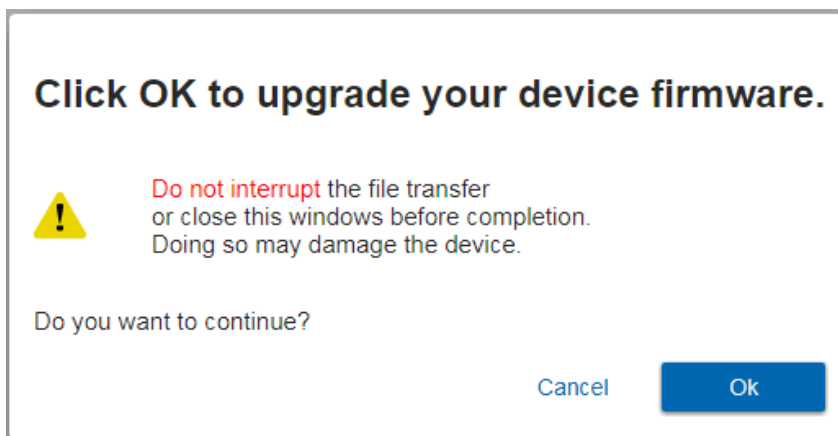 Click OK to upgrade your device firmware.
Do not interrupt the file transfer
or close this windows before completion.
Doing so may damage the device.
Do you want to continue?
Cancel
Ok